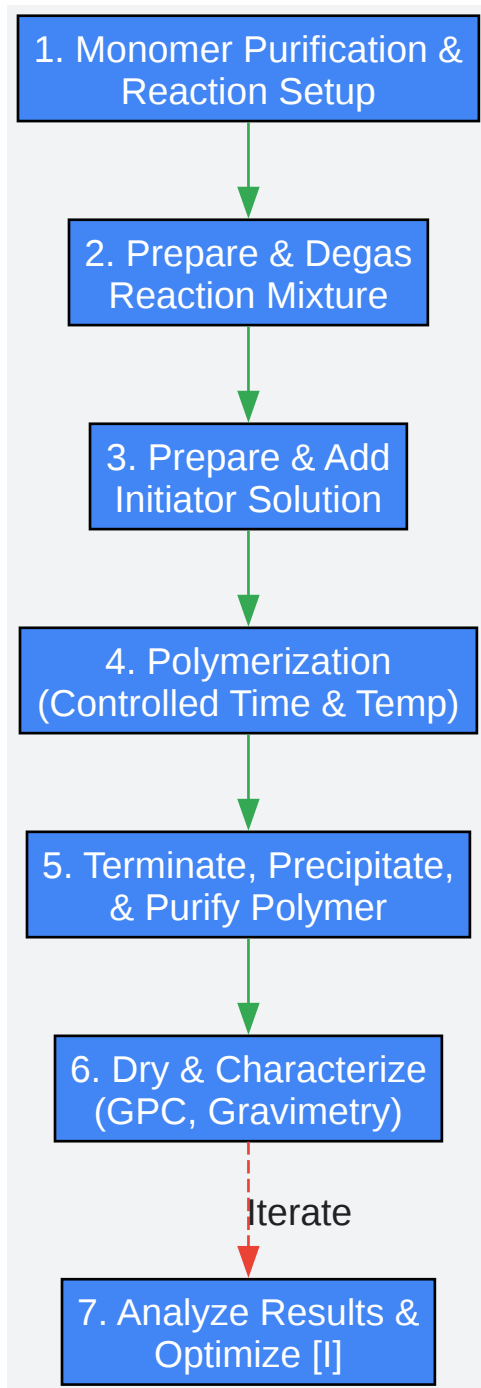 1. Monomer Purification &
Reaction Setup
2. Prepare & Degas
Reaction Mixture
3. Prepare & Add
Initiator Solution
4. Polymerization
(Controlled Time & Temp)
5. Terminate, Precipitate,
& Purify Polymer
6. Dry & Characterize
(GPC, Gravimetry)
Iterate
7. Analyze Results &
Optimize [I]